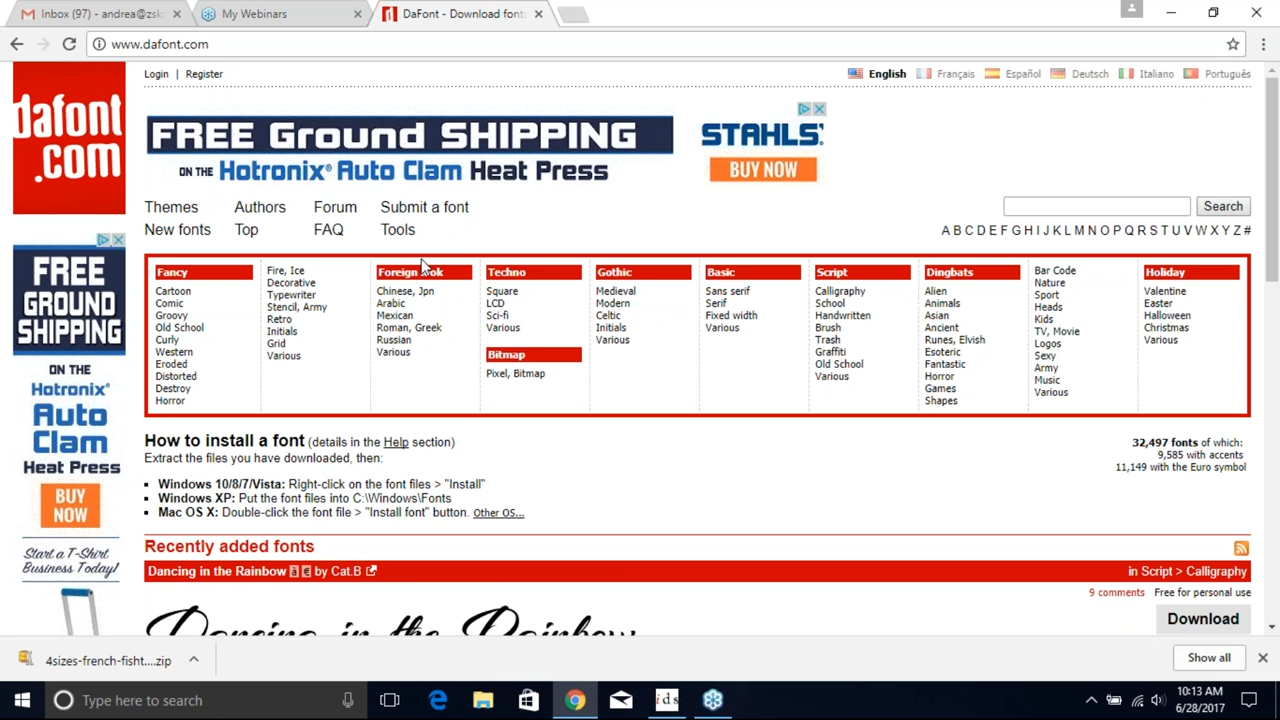 Inbox (97) - andrea@zsk
My Webinars
DaFont - Download fonts
www.dafont.com
Login | Register
English Français Español Deutsch Italiano Português
dafont
.com
FREE Ground SHIPPING
ON THE Hotronix® Auto Clam Heat Press
STAHLS'
BUY NOW
Themes Authors Forum Submit a font
Search
New fonts Top FAQ Tools
A B C D E F G H I J K L M N O P Q R S T U V W X Y Z #
FREE
GROUND
SHIPPING
ON THE
Hotronix®
Auto
Clam
Heat Press
BUY
NOW
Start a T-Shirt
Business Today!
Fancy
Cartoon
Comic
Groovy
Old School
Curly
Western
Eroded
Distorted
Destroy
Horror
Fire, Ice
Decorative
Typewriter
Stencil, Army
Retro
Initials
Grid
Various
Foreign look
Chinese, Jpn
Arabic
Mexican
Roman, Greek
Russian
Various
Techno
Square
LCD
Sci-fi
Various
Bitmap
Pixel, Bitmap
Gothic
Medieval
Modern
Celtic
Initials
Various
Basic
Sans serif
Serif
Fixed width
Various
Script
Calligraphy
School
Handwritten
Brush
Trash
Graffiti
Old School
Various
Dingbats
Alien
Animals
Asian
Ancient
Runes, Elvish
Esoteric
Fantastic
Horror
Games
Shapes
Bar Code
Nature
Sport
Heads
Kids
TV, Movie
Logos
Sexy
Army
Music
Various
Holiday
Valentine
Easter
Halloween
Christmas
Various
How to install a font (details in the Help section)
Extract the files you have downloaded, then:
Windows 10/8/7/Vista: Right-click on the font files > "Install"
Windows XP: Put the font files into C:\Windows\Fonts
Mac OS X: Double-click the font file > "Install font" button. Other OS...
32,497 fonts of which:
9,585 with accents
11,149 with the Euro symbol
Recently added fonts
Dancing in the Rainbow à € by Cat.B
in Script > Calligraphy
9 comments Free for personal use
Download
Dancing in the Rainbow
4sizes-french-fisht....zip
Show all
Type here to search
ids
10:13 AM
6/28/2017